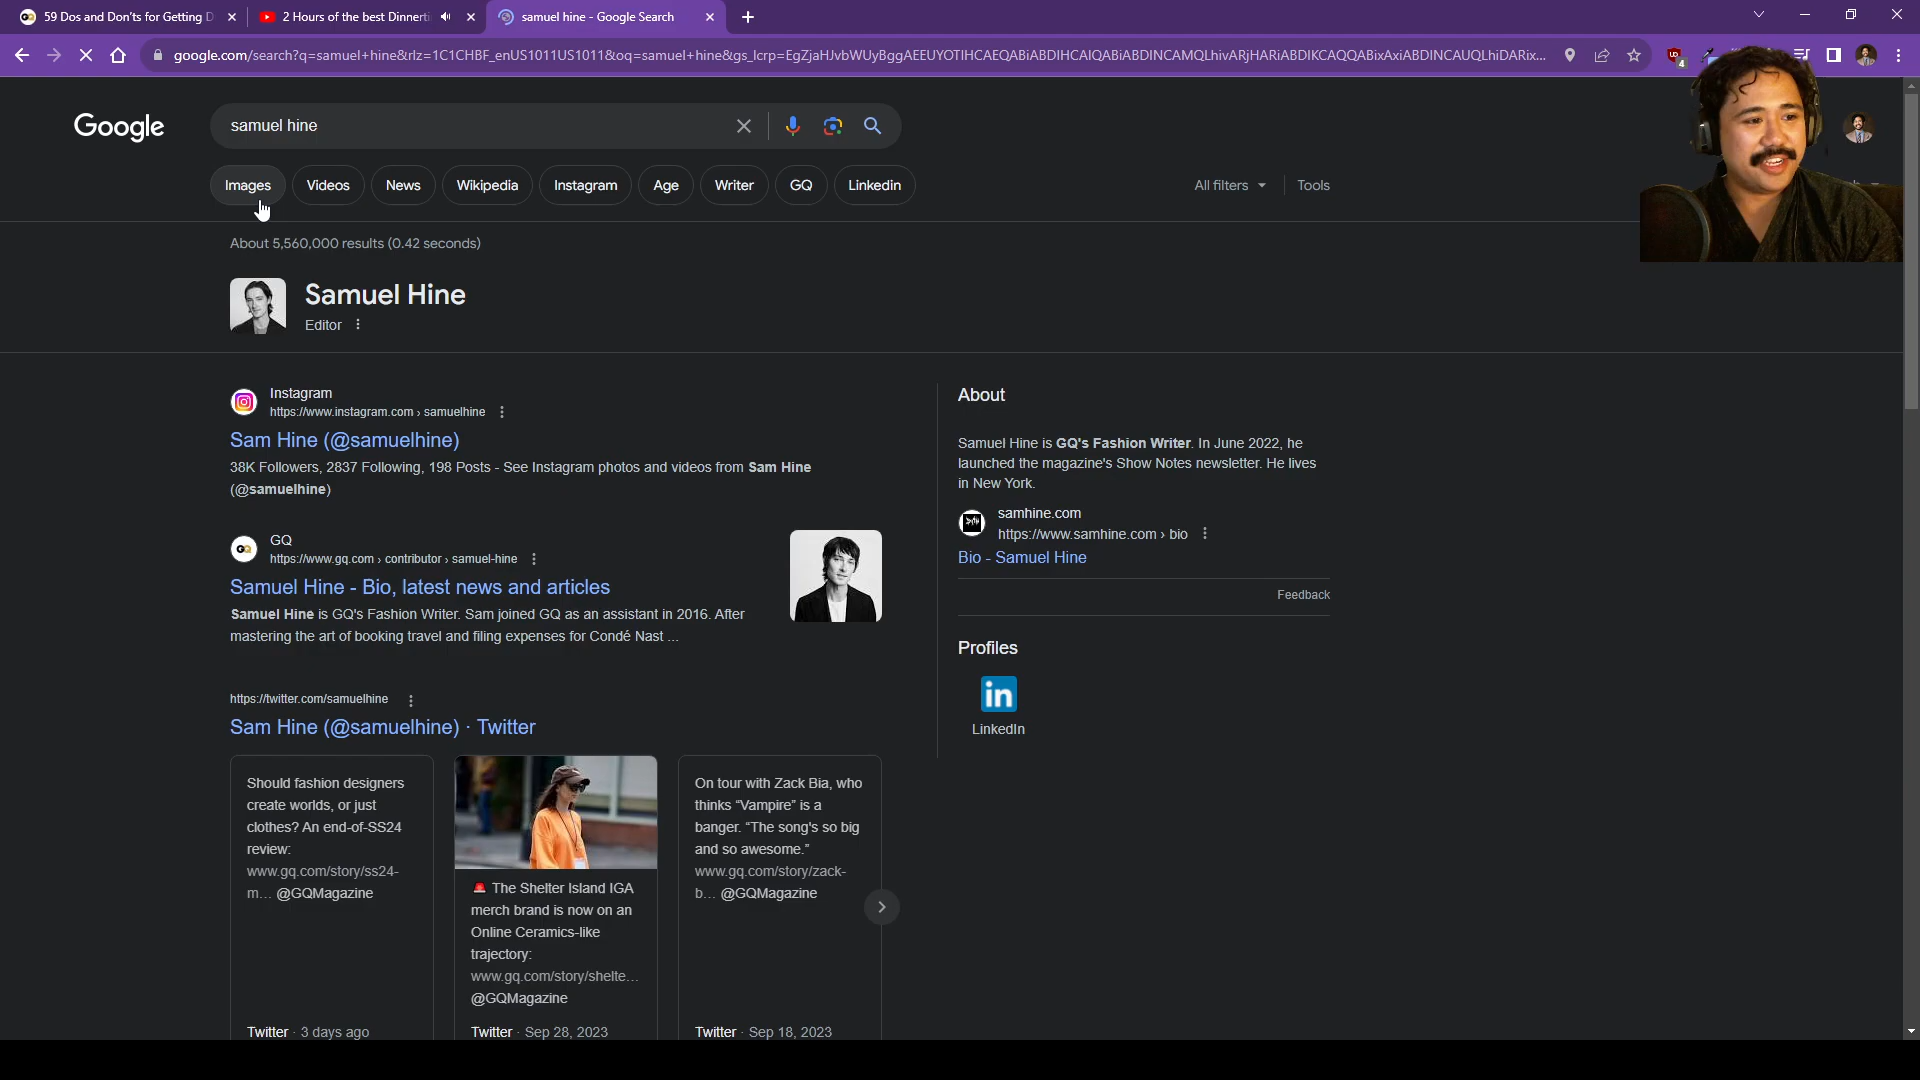 59 Dos and Don'ts for Getting D
2 Hours of the best Dinnerti
samuel hine - Google Search
google.com/search?q=samuel+hine&rlz=1C1CHBF_enUS1011US1011&oq=samuel+hine&gs_lcrp=EgZjaHJvbWUyBggAEEUYOTIHCAEQABiABDIHCAIQABiABDINCAMQLhivARjHARiABDIKCAQQABixAxiABDINCAUQLhiDARix...
4
Google
samuel hine
Images
Videos
News
Wikipedia
Instagram
Age
Writer
GQ
Linkedin
All filters
Tools
About 5,560,000 results (0.42 seconds)
Samuel Hine
Editor
Instagram
https://www.instagram.com › samuelhine
Sam Hine (@samuelhine)
38K Followers, 2837 Following, 198 Posts - See Instagram photos and videos from Sam Hine
(@samuelhine)
GQ
https://www.gq.com › contributor › samuel-hine
Samuel Hine - Bio, latest news and articles
Samuel Hine is GQ's Fashion Writer. Sam joined GQ as an assistant in 2016. After
mastering the art of booking travel and filing expenses for Condé Nast ...
https://twitter.com/samuelhine
Sam Hine (@samuelhine) · Twitter
Should fashion designers
create worlds, or just
clothes? An end-of-SS24
review:
www.gq.com/story/ss24-
m... @GQMagazine
Twitter · 3 days ago
The Shelter Island IGA
merch brand is now on an
Online Ceramics-like
trajectory:
www.gq.com/story/shelte...
@GQMagazine
Twitter · Sep 28, 2023
On tour with Zack Bia, who
thinks “Vampire” is a
banger. “The song's so big
and so awesome.”
www.gq.com/story/zack-
b... @GQMagazine
Twitter · Sep 18, 2023
About
Samuel Hine is GQ's Fashion Writer. In June 2022, he
launched the magazine's Show Notes newsletter. He lives
in New York.
samhine.com
https://www.samhine.com › bio
Bio - Samuel Hine
Feedback
Profiles
in
LinkedIn